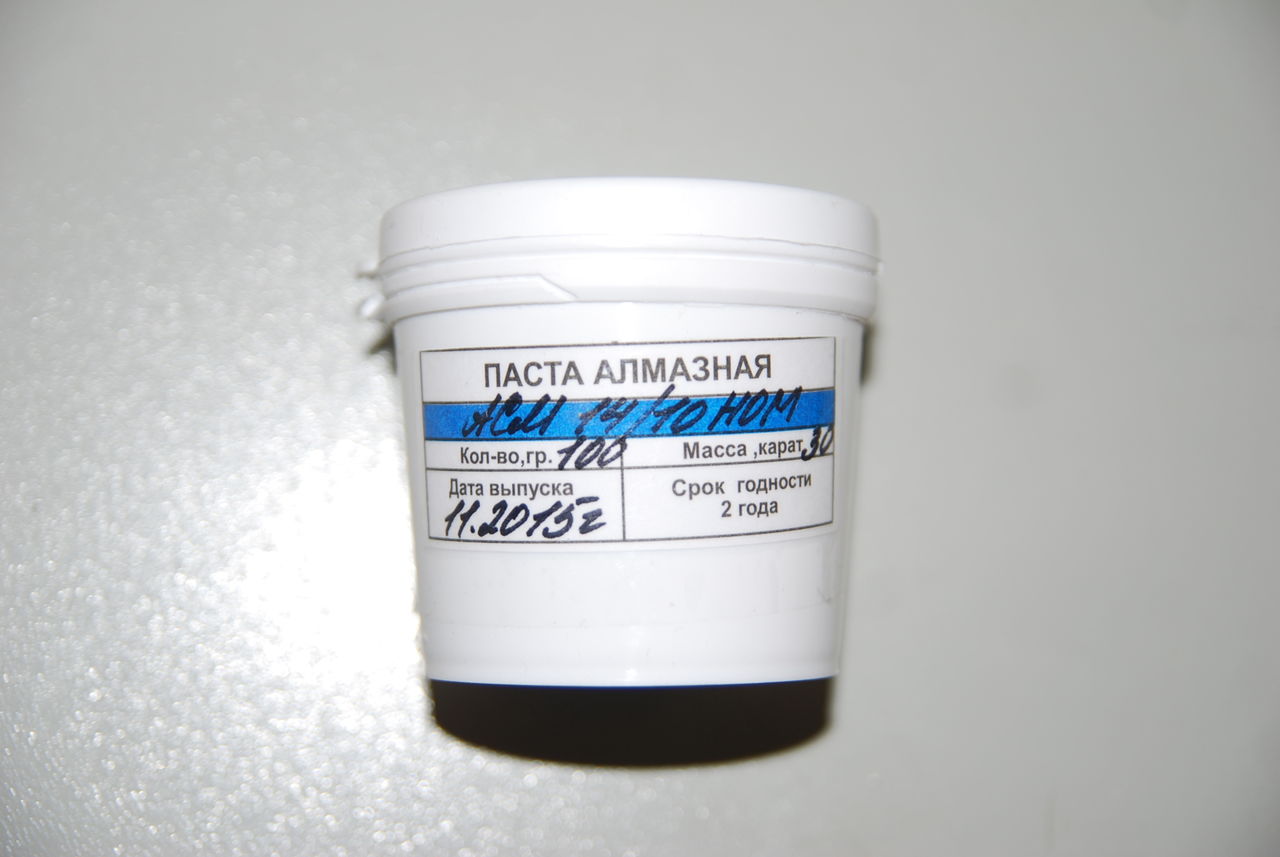 ПАСТА АЛМАЗНАЯ
АСМ 14/10 НОМ
Кол-во,гр. 100 Масса ,карат 30
Дата выпуска
11.2015г
Срок годности
2 года